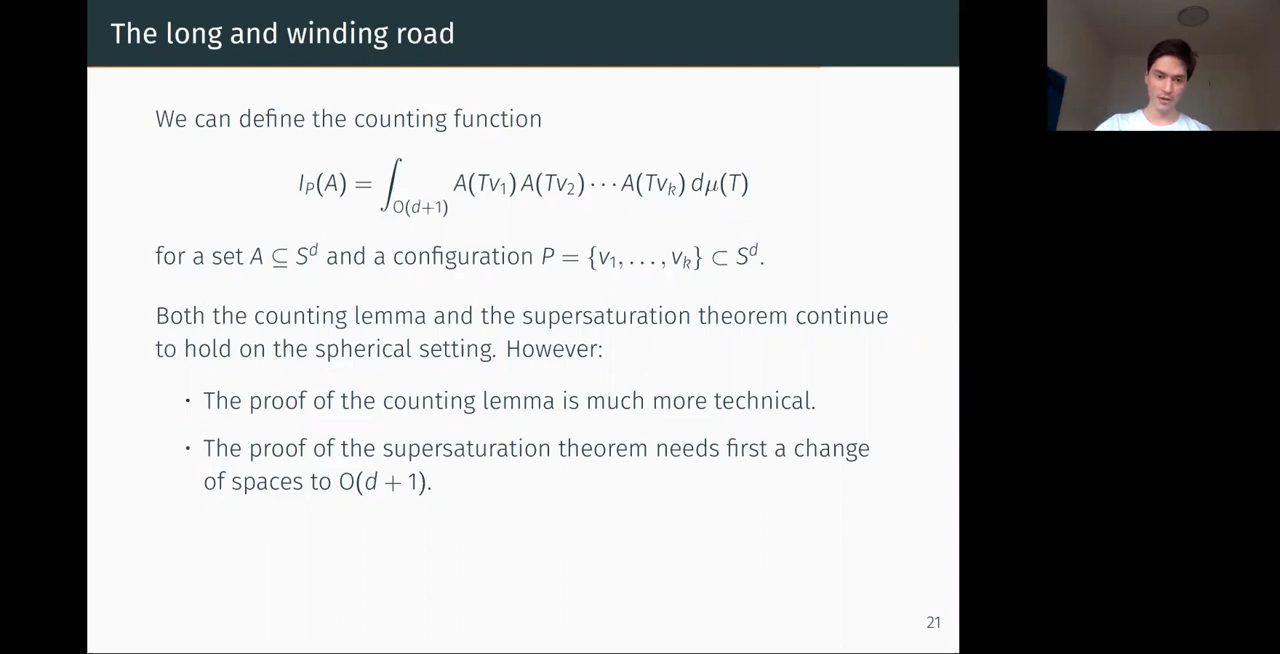 The long and winding road
We can define the counting function
I_P(A) = ∫_{O(d+1)} A(Tv₁) A(Tv₂) · · · A(Tv_k) dμ(T)
for a set A ⊆ S^d and a configuration P = {v₁, . . . , v_k} ⊂ S^d.
Both the counting lemma and the supersaturation theorem continue
to hold on the spherical setting. However:
· The proof of the counting lemma is much more technical.
· The proof of the supersaturation theorem needs first a change
of spaces to O(d + 1).
21